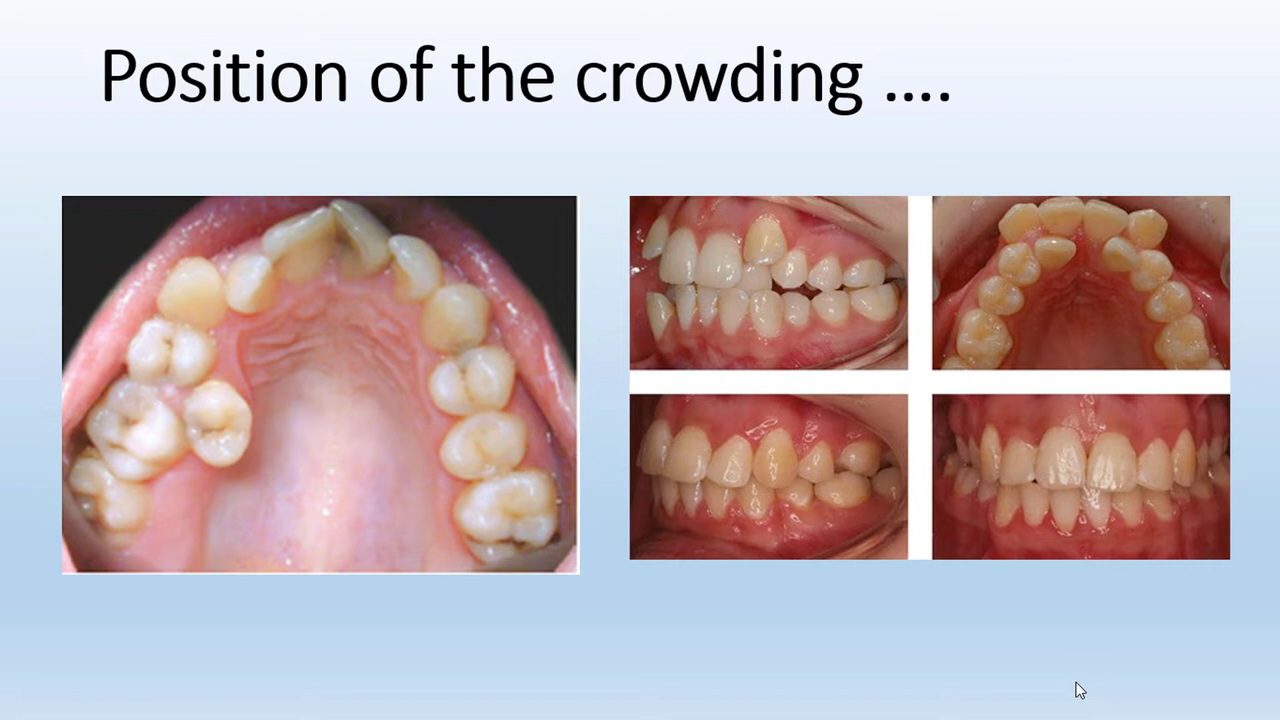 Position of the crowding ....